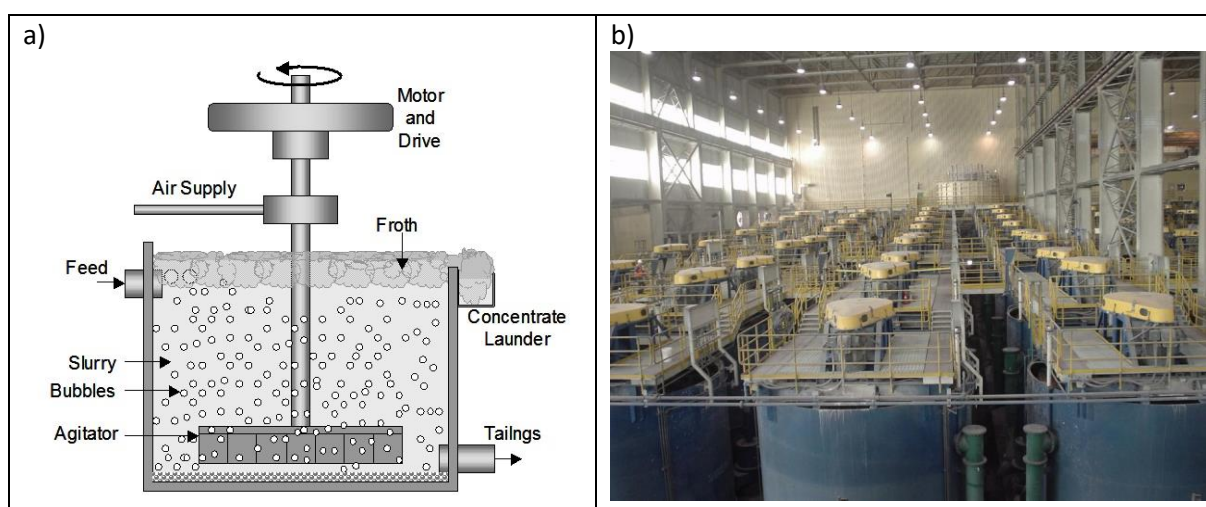 a)
Motor
and
Drive
Air Supply
Froth
Feed
Concentrate
Launder
Slurry
Bubbles
Agitator
Tailngs
b)